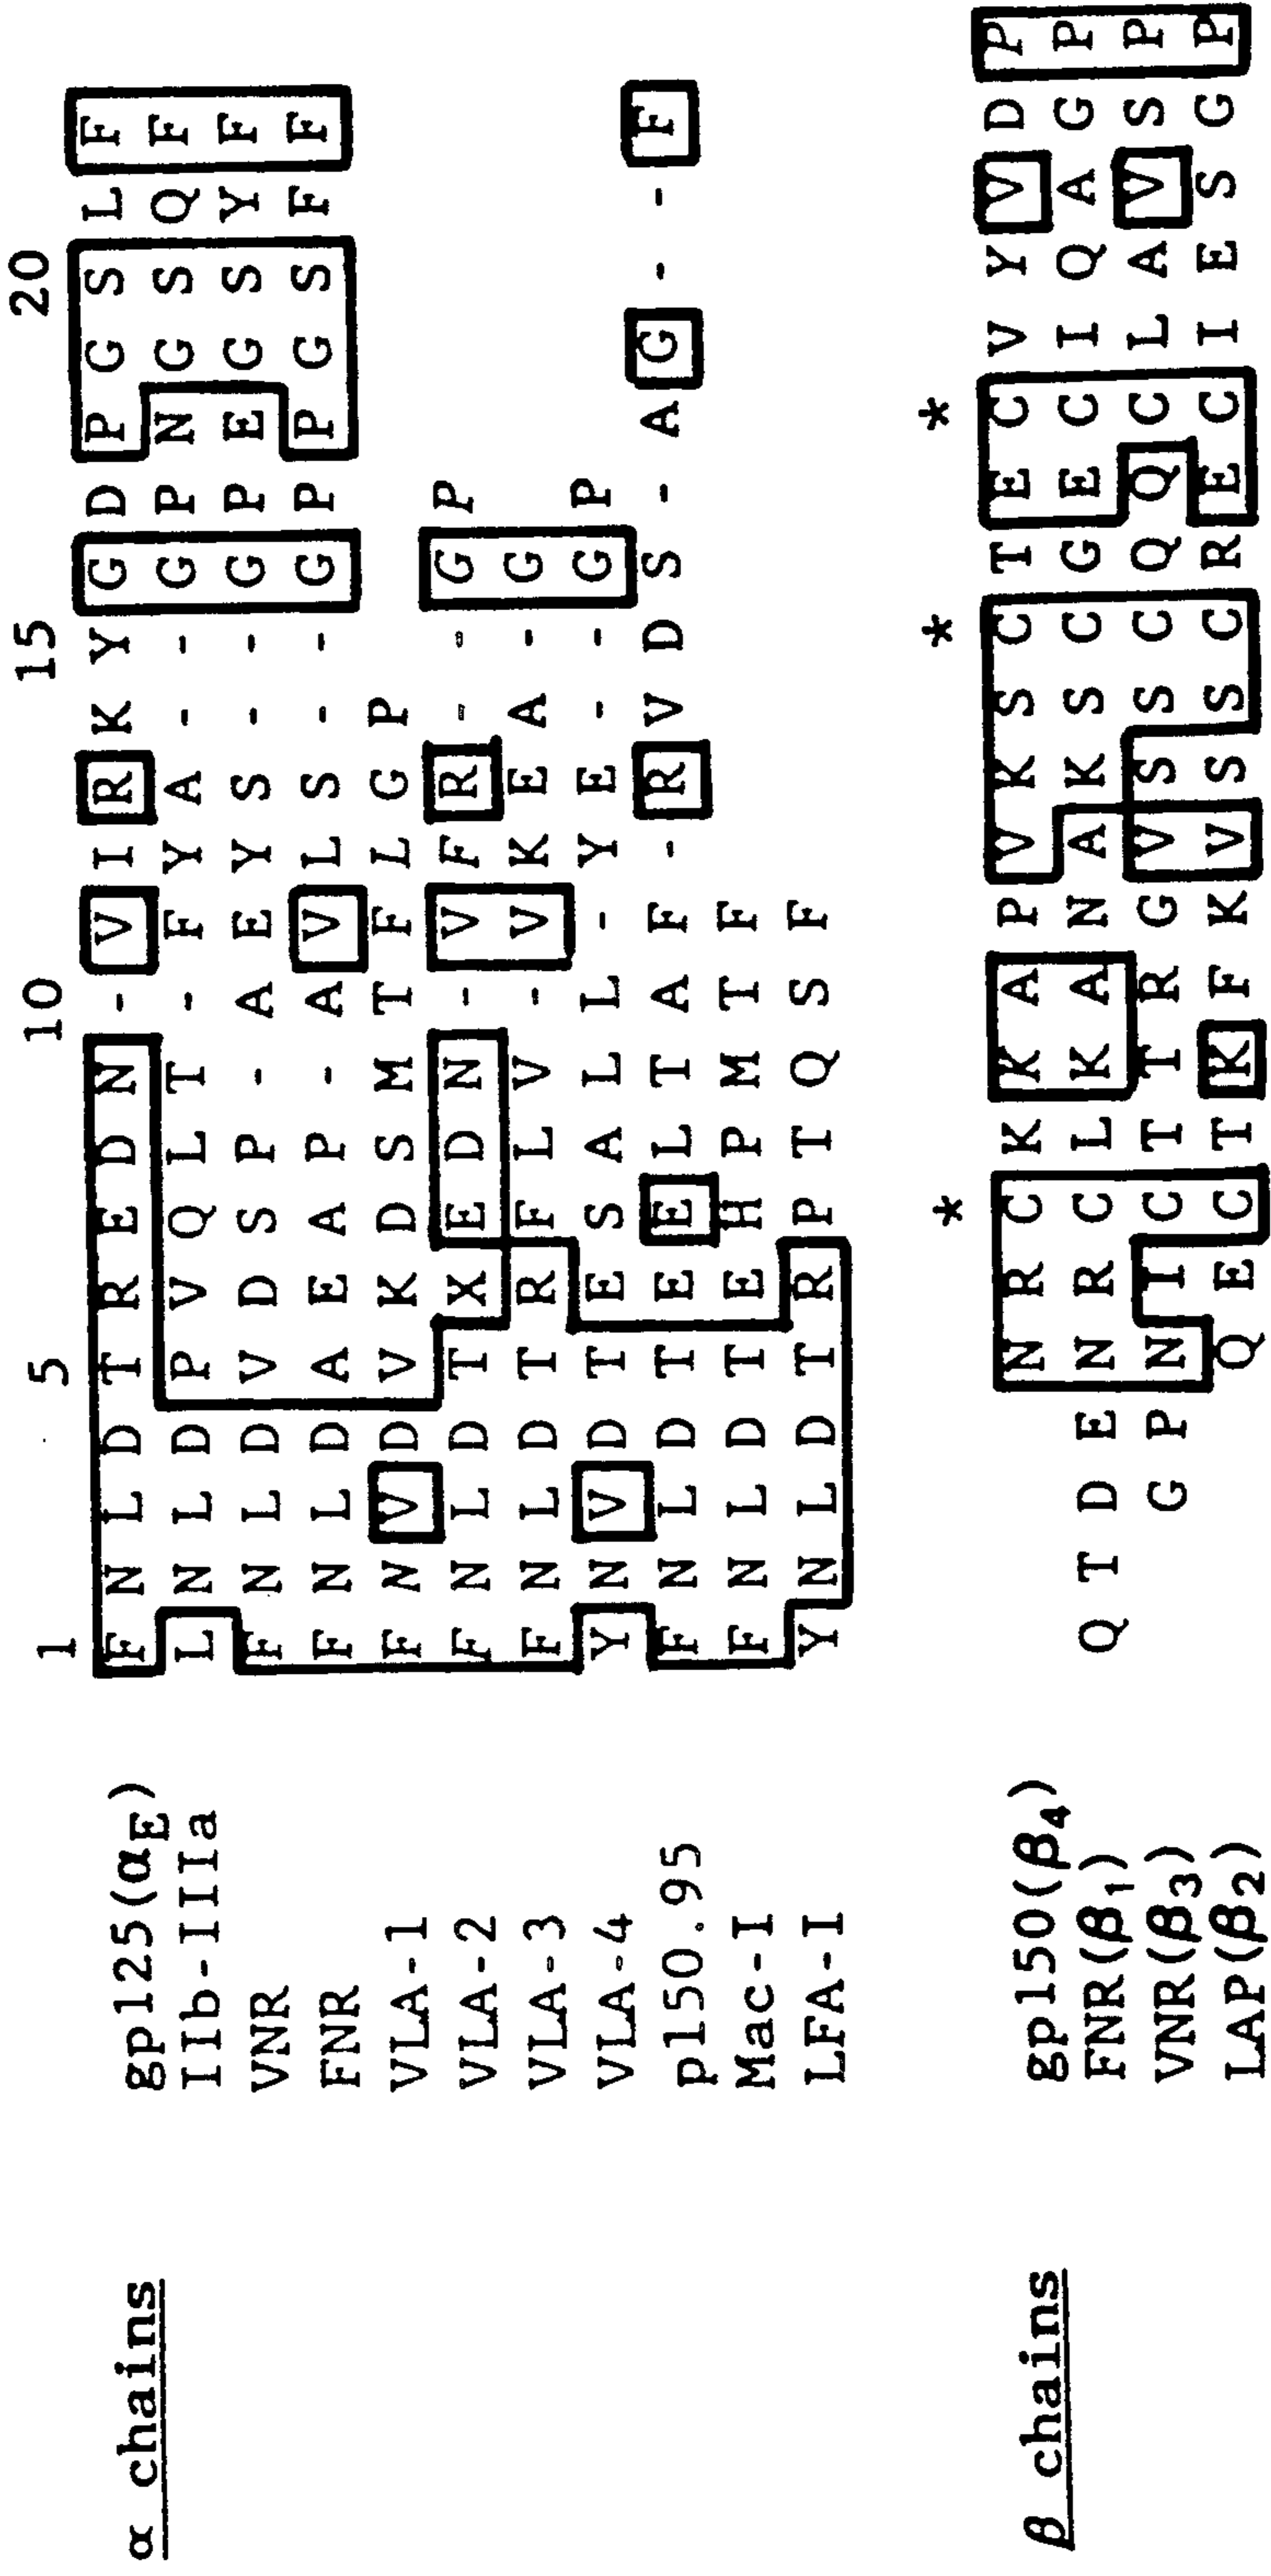 1 5 10 15 20
α chains gp125(αE) F N L D T R E D N - V I R K Y G D P G S L F
IIb-IIIa L N L D P V Q L T - F Y A - - G P N G S Q F
VNR F N L D V D S P - A E Y S - - G P E G S Y F
FNR F N L D A E A P - A V L S - - G P P G S F F
VLA-1 F N V D V K D S M T F L G P
VLA-2 F N L D T X E D N - V F R - - G P
VLA-3 F N L D T R F L V - V K E A - G
VLA-4 Y N V D T E S A L L - Y E - - G P
p150.95 F N L D T E E L T A F - R V D S - A G - - F
Mac-I F N L D T E H P M T F
LFA-I Y N L D T R P T Q S F
* * *
β chains gp150(β4) N R C K K A P V K S C T E C V Y V D P
FNR(β1) Q T D E N R C L K A N A K S C G E C I Q A G P
VNR(β3) G P N I C T T R G V S S C Q Q C L A V S P
LAP(β2) Q E C T K F K V S S C R E C I E S G P